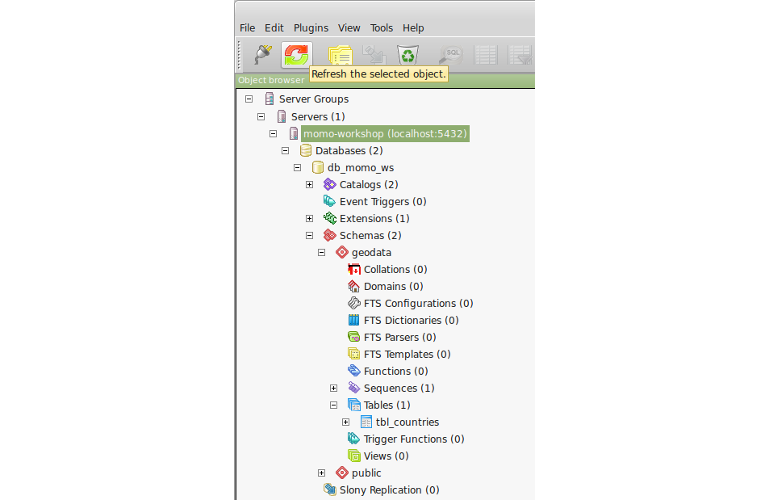 File Edit Plugins View Tools Help
SQL
Refresh the selected object.
Object browser
Server Groups
Servers (1)
momo-workshop (localhost:5432)
Databases (2)
db_momo_ws
Catalogs (2)
Event Triggers (0)
Extensions (1)
Schemas (2)
geodata
Collations (0)
Domains (0)
FTS Configurations (0)
FTS Dictionaries (0)
FTS Parsers (0)
FTS Templates (0)
Functions (0)
Sequences (1)
Tables (1)
tbl_countries
Trigger Functions (0)
Views (0)
public
Slony Replication (0)